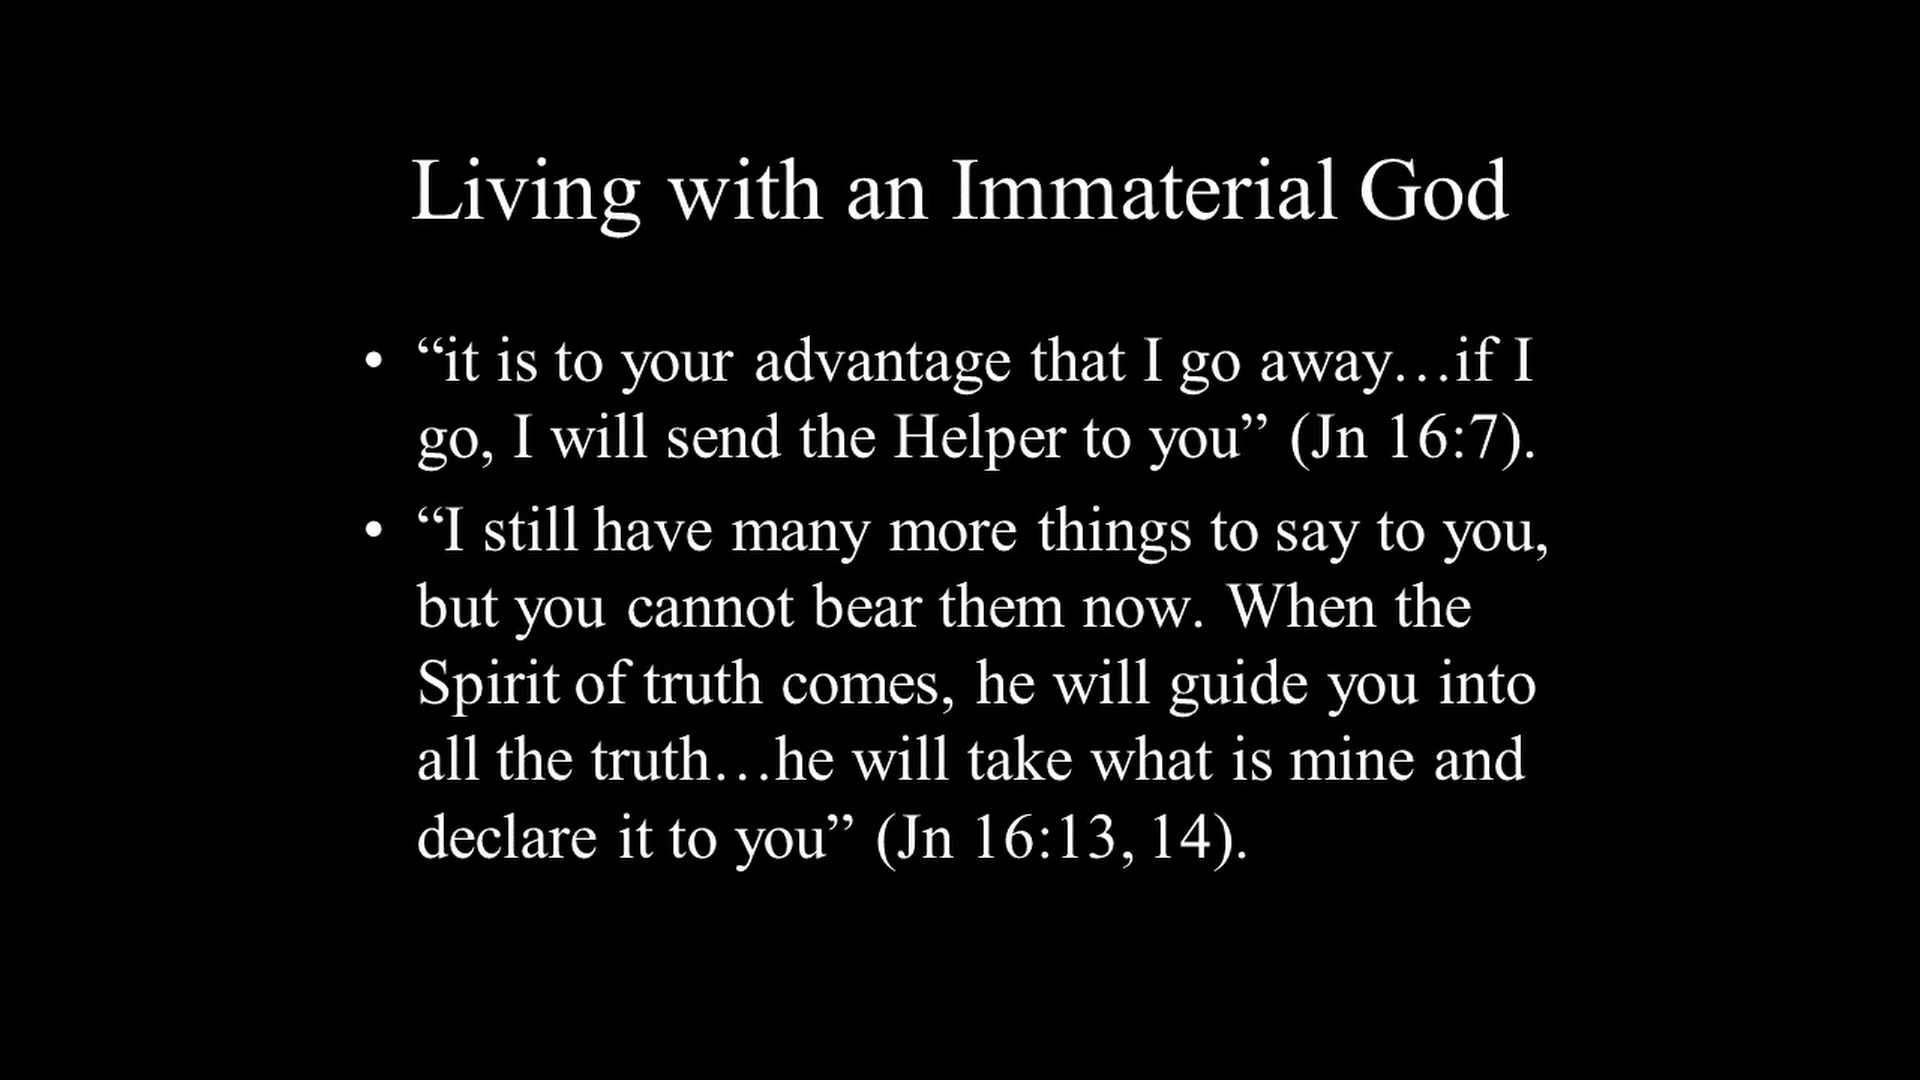 Living with an Immaterial God
• “it is to your advantage that I go away…if I
go, I will send the Helper to you” (Jn 16:7).
• “I still have many more things to say to you,
but you cannot bear them now. When the
Spirit of truth comes, he will guide you into
all the truth…he will take what is mine and
declare it to you” (Jn 16:13, 14).